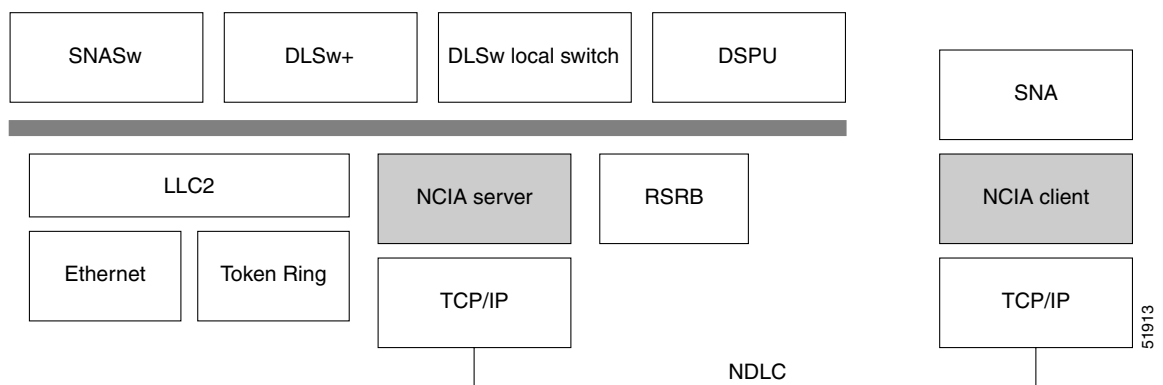 SNASw
DLSw+
DLSw local switch
DSPU
SNA
LLC2
NCIA server
RSRB
NCIA client
Ethernet
Token Ring
TCP/IP
TCP/IP
51913
NDLC